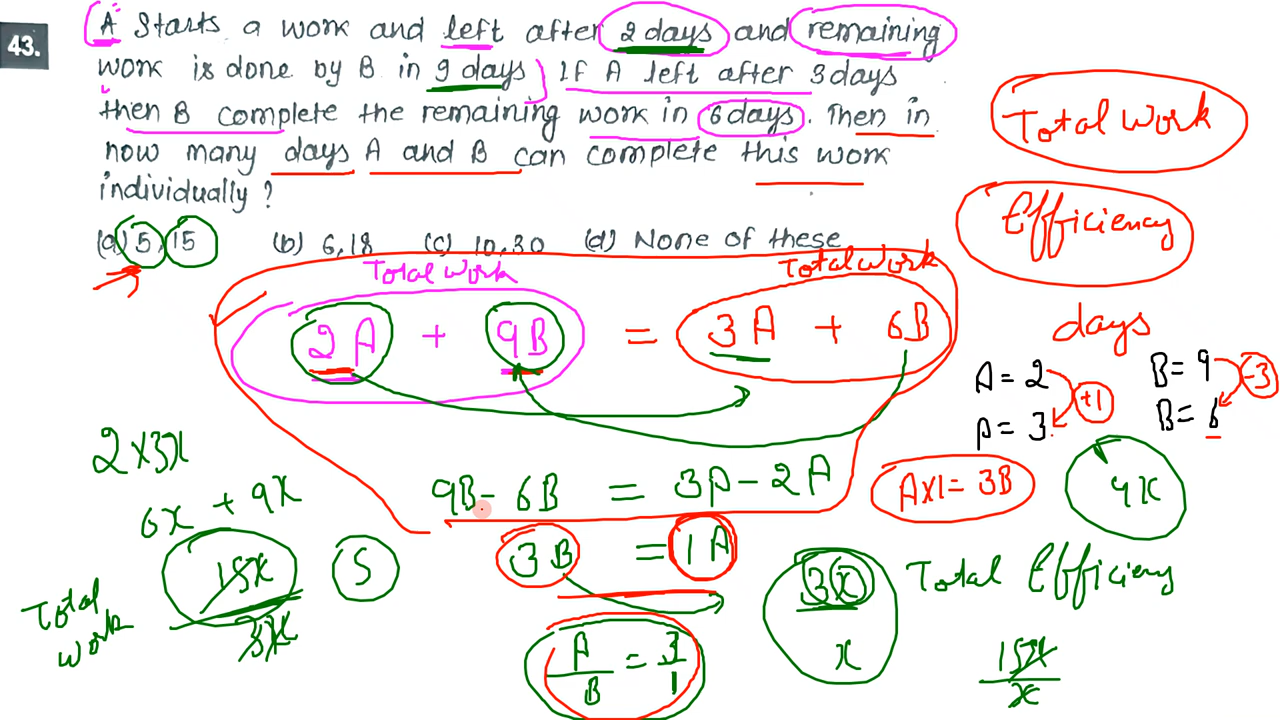 43.
A Starts a work and left after 2 days and remaining
work is done by B in 9 days. If A left after 3 days
then B complete the remaining work in 6 days. Then in
how many days A and B can complete this work
individually ?
(a) 5, 15 (b) 6, 18 (c) 10, 30 (d) None of these
Total Work
Efficiency
Total work
Total work
2A + 9B = 3A + 6B
days
A = 2 +1
A = 3
B = 9 -3
B = 6
9B - 6B = 3A - 2A
A×1 = 3B
4x
3B = 1A
A/B = 3/1
2×3x
6x + 9x
15x
3x
5
Total
work
3x
x
Total Efficiency
15x
x